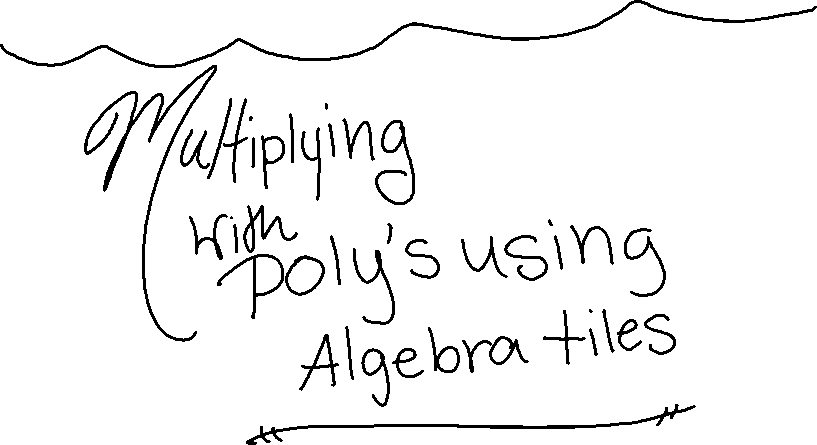 Multiplying
with
poly's using
Algebra tiles